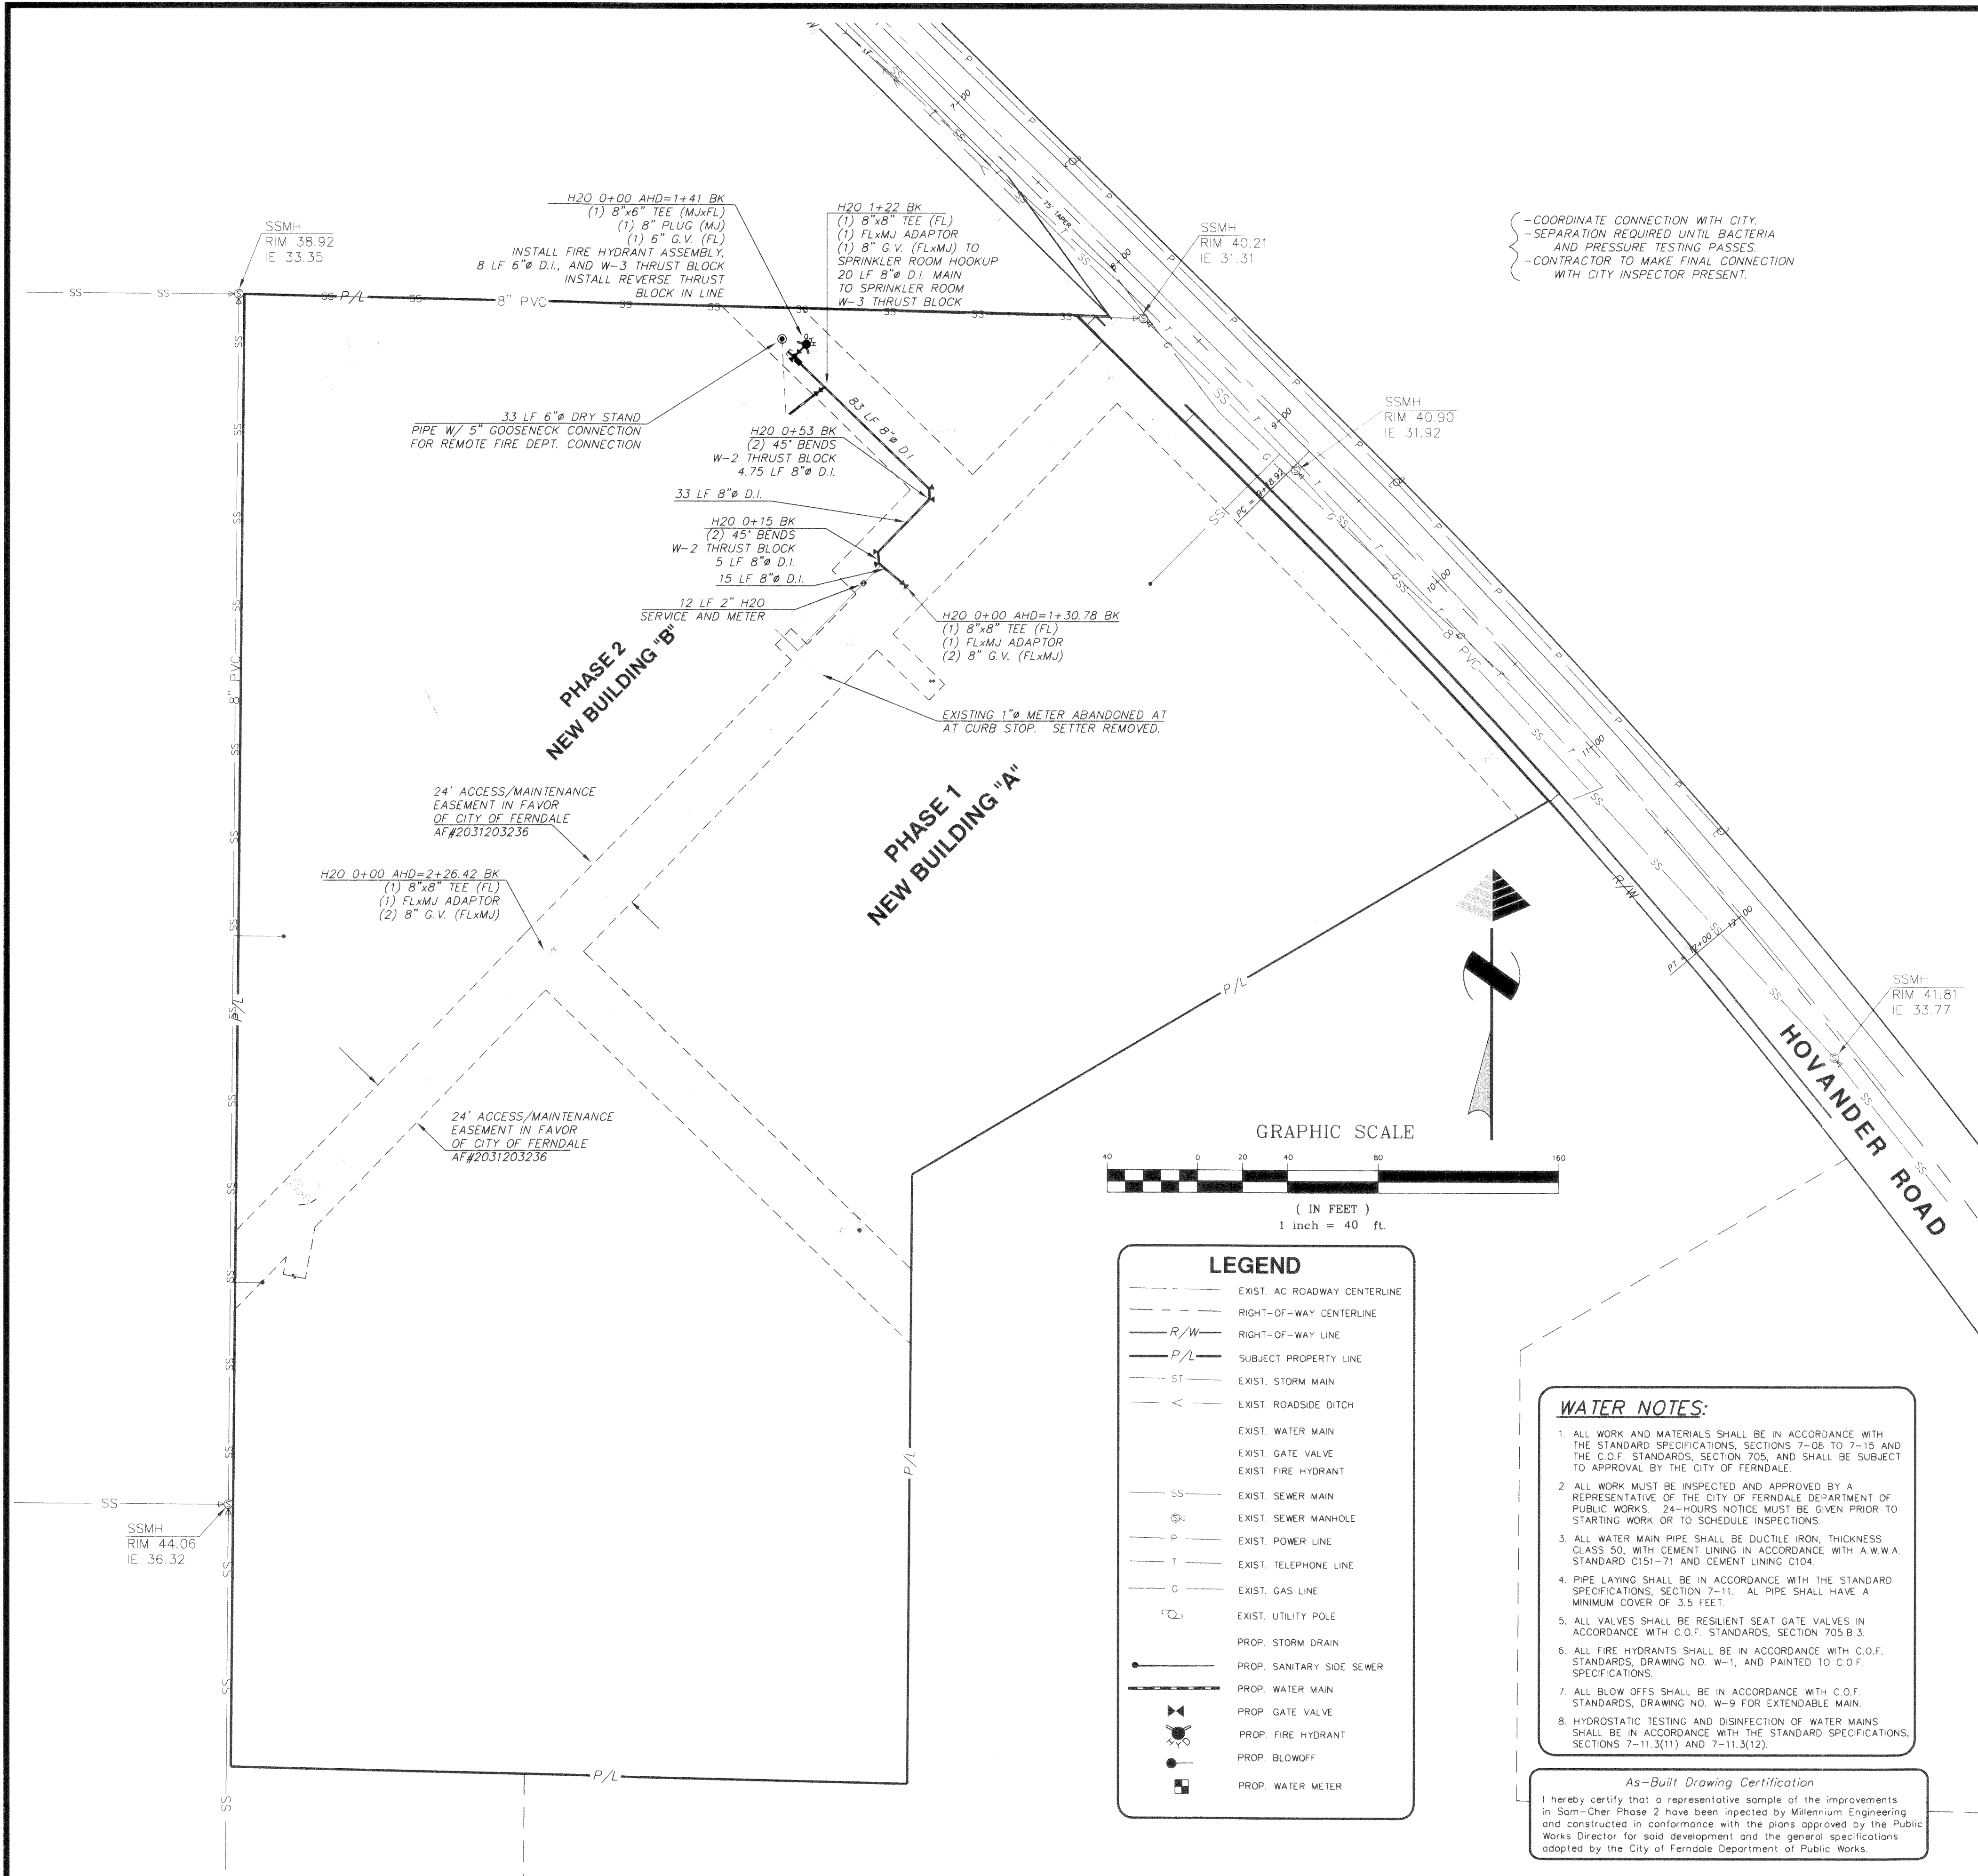 H2O 0+00 AHD=1+41 BK
(1) 8"x6" TEE (MJxFL)
(1) 8" PLUG (MJ)
(1) 6" G.V. (FL)
INSTALL FIRE HYDRANT ASSEMBLY,
8 LF 6"ø D.I., AND W-3 THRUST BLOCK
INSTALL REVERSE THRUST
BLOCK IN LINE
H2O 1+22 BK
(1) 8"x8" TEE (FL)
(1) FLxMJ ADAPTOR
(1) 8" G.V. (FLxMJ) TO
SPRINKLER ROOM HOOKUP
20 LF 8"ø D.I. MAIN
TO SPRINKLER ROOM
W-3 THRUST BLOCK
SSMH
RIM 38.92
IE 33.35
SSMH
RIM 40.21
IE 31.31
-COORDINATE CONNECTION WITH CITY.
-SEPARATION REQUIRED UNTIL BACTERIA
AND PRESSURE TESTING PASSES.
-CONTRACTOR TO MAKE FINAL CONNECTION
WITH CITY INSPECTOR PRESENT.
7+00
75' TAPER
8+00
9+00
10+00
11+00
12+00
PC = 9+18.92
SSMH
RIM 40.90
IE 31.92
P/L
8" PVC
33 LF 6"ø DRY STAND
PIPE W/ 5" GOOSENECK CONNECTION
FOR REMOTE FIRE DEPT. CONNECTION
83 LF 8"ø D.I.
H2O 0+53 BK
(2) 45° BENDS
W-2 THRUST BLOCK
4.75 LF 8"ø D.I.
33 LF 8"ø D.I.
H2O 0+15 BK
(2) 45° BENDS
W-2 THRUST BLOCK
5 LF 8"ø D.I.
15 LF 8"ø D.I.
12 LF 2" H2O
SERVICE AND METER
H2O 0+00 AHD=1+30.78 BK
(1) 8"x8" TEE (FL)
(1) FLxMJ ADAPTOR
(2) 8" G.V. (FLxMJ)
8" PVC
8" PVC
PHASE 2
NEW BUILDING "B"
EXISTING 1"ø METER ABANDONED AT
AT CURB STOP. SETTER REMOVED.
PHASE 1
NEW BUILDING "A"
24' ACCESS/MAINTENANCE
EASEMENT IN FAVOR
OF CITY OF FERNDALE
AF#2031203236
H2O 0+00 AHD=2+26.42 BK
(1) 8"x8" TEE (FL)
(1) FLxMJ ADAPTOR
(2) 8" G.V. (FLxMJ)
R/W
P/L
P/L
SSMH
RIM 41.81
IE 33.77
HOVANDER ROAD
24' ACCESS/MAINTENANCE
EASEMENT IN FAVOR
OF CITY OF FERNDALE
AF#2031203236
GRAPHIC SCALE
40 0 20 40 80 160
( IN FEET )
1 inch = 40 ft.
LEGEND
EXIST. AC ROADWAY CENTERLINE
RIGHT-OF-WAY CENTERLINE
R/W RIGHT-OF-WAY LINE
P/L SUBJECT PROPERTY LINE
ST EXIST. STORM MAIN
< EXIST. ROADSIDE DITCH
EXIST. WATER MAIN
EXIST. GATE VALVE
EXIST. FIRE HYDRANT
SS EXIST. SEWER MAIN
S EXIST. SEWER MANHOLE
P EXIST. POWER LINE
T EXIST. TELEPHONE LINE
G EXIST. GAS LINE
EXIST. UTILITY POLE
PROP. STORM DRAIN
PROP. SANITARY SIDE SEWER
PROP. WATER MAIN
PROP. GATE VALVE
HYD PROP. FIRE HYDRANT
PROP. BLOWOFF
PROP. WATER METER
P/L
SSMH
RIM 44.06
IE 36.32
P/L
WATER NOTES:
1. ALL WORK AND MATERIALS SHALL BE IN ACCORDANCE WITH
THE STANDARD SPECIFICATIONS, SECTIONS 7-08 TO 7-15 AND
THE C.O.F. STANDARDS, SECTION 705, AND SHALL BE SUBJECT
TO APPROVAL BY THE CITY OF FERNDALE.
2. ALL WORK MUST BE INSPECTED AND APPROVED BY A
REPRESENTATIVE OF THE CITY OF FERNDALE DEPARTMENT OF
PUBLIC WORKS. 24-HOURS NOTICE MUST BE GIVEN PRIOR TO
STARTING WORK OR TO SCHEDULE INSPECTIONS.
3. ALL WATER MAIN PIPE SHALL BE DUCTILE IRON, THICKNESS
CLASS 50, WITH CEMENT LINING IN ACCORDANCE WITH A.W.W.A.
STANDARD C151-71 AND CEMENT LINING C104.
4. PIPE LAYING SHALL BE IN ACCORDANCE WITH THE STANDARD
SPECIFICATIONS, SECTION 7-11. AL PIPE SHALL HAVE A
MINIMUM COVER OF 3.5 FEET.
5. ALL VALVES SHALL BE RESILIENT SEAT GATE VALVES IN
ACCORDANCE WITH C.O.F. STANDARDS, SECTION 705.B.3.
6. ALL FIRE HYDRANTS SHALL BE IN ACCORDANCE WITH C.O.F.
STANDARDS, DRAWING NO. W-1, AND PAINTED TO C.O.F.
SPECIFICATIONS.
7. ALL BLOW OFFS SHALL BE IN ACCORDANCE WITH C.O.F.
STANDARDS, DRAWING NO. W-9 FOR EXTENDABLE MAIN.
8. HYDROSTATIC TESTING AND DISINFECTION OF WATER MAINS
SHALL BE IN ACCORDANCE WITH THE STANDARD SPECIFICATIONS,
SECTIONS 7-11.3(11) AND 7-11.3(12).
As-Built Drawing Certification
I hereby certify that a representative sample of the improvements
in Sam-Cher Phase 2 have been inpected by Millennium Engineering
and constructed in conformance with the plans approved by the Public
Works Director for said development and the general specifications
adopted by the City of Ferndale Department of Public Works.